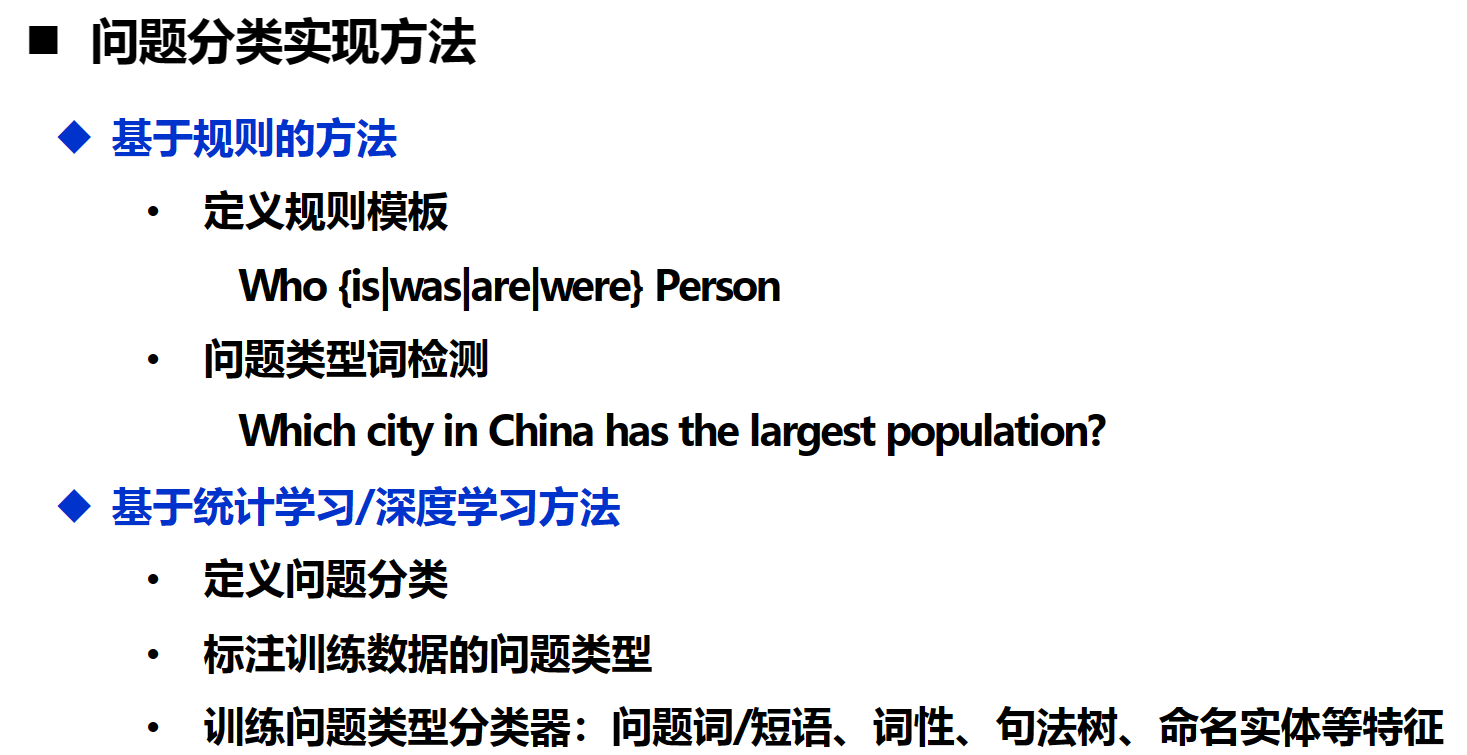 ■ 问题分类实现方法
◆ 基于规则的方法
• 定义规则模板
Who {is|was|are|were} Person
• 问题类型词检测
Which city in China has the largest population?
◆ 基于统计学习/深度学习方法
• 定义问题分类
• 标注训练数据的问题类型
• 训练问题类型分类器：问题词/短语、词性、句法树、命名实体等特征